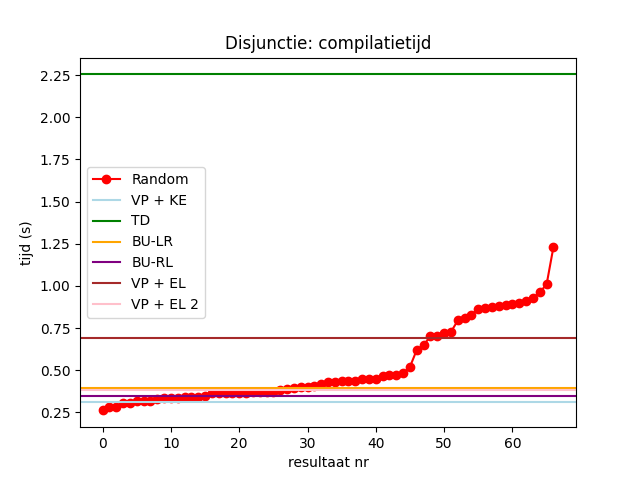 Disjunctie: compilatietijd
tijd (s)
2.25
2.00
1.75
1.50
1.25
1.00
0.75
0.50
0.25
Random
VP + KE
TD
BU-LR
BU-RL
VP + EL
VP + EL 2
0 10 20 30 40 50 60
resultaat nr